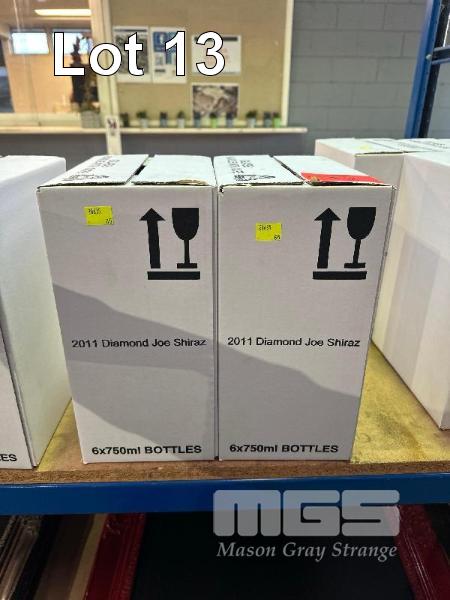 Lot 13
2011 Diamond Joe Shiraz
2011 Diamond Joe Shiraz
6x750ml BOTTLES
6x750ml BOTTLES
ES
MGS
Mason Gray Strange